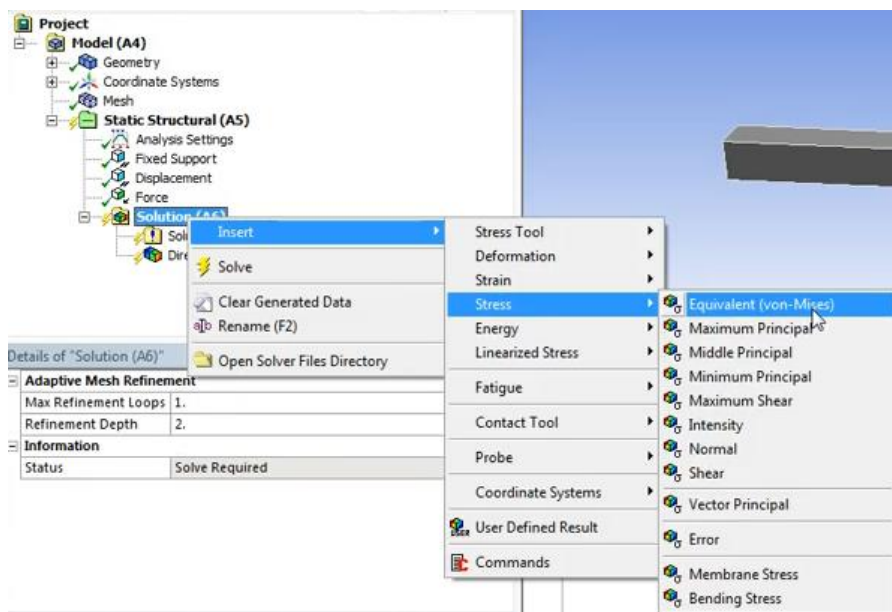 Project
Model (A4)
Geometry
Coordinate Systems
Mesh
Static Structural (A5)
Analysis Settings
Fixed Support
Displacement
Force
Solution (A6)
Insert
Solve
Clear Generated Data
Rename (F2)
Open Solver Files Directory
Stress Tool
Deformation
Strain
Stress
Energy
Linearized Stress
Fatigue
Contact Tool
Probe
Coordinate Systems
User Defined Result
Commands
Equivalent (von-Mises)
Maximum Principal
Middle Principal
Minimum Principal
Maximum Shear
Intensity
Normal
Shear
Vector Principal
Error
Membrane Stress
Bending Stress
Details of "Solution (A6)"
Adaptive Mesh Refinement
Max Refinement Loops 1.
Refinement Depth 2.
Information
Status Solve Required